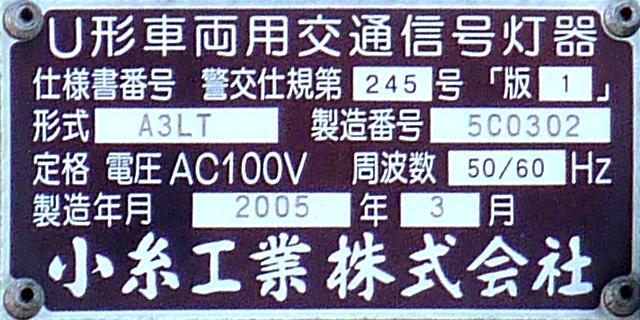 U形車両用交通信号灯器
仕様書番号 警交仕規第 245 号 「版 1 」
形式 A3LT 製造番号 5C0302
定格 電圧 AC100V 周波数 50/60 Hz
製造年月 2005 年 3 月
小糸工業株式会社